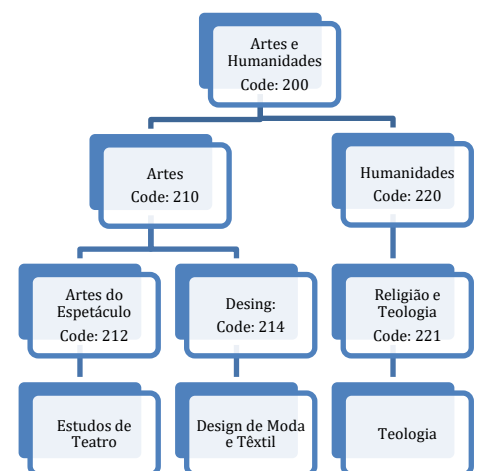 Artes e
Humanidades
Code: 200
Artes
Code: 210
Humanidades
Code: 220
Artes do
Espetáculo
Code: 212
Desing:
Code: 214
Religião e
Teologia
Code: 221
Estudos de
Teatro
Design de Moda
e Têxtil
Teologia